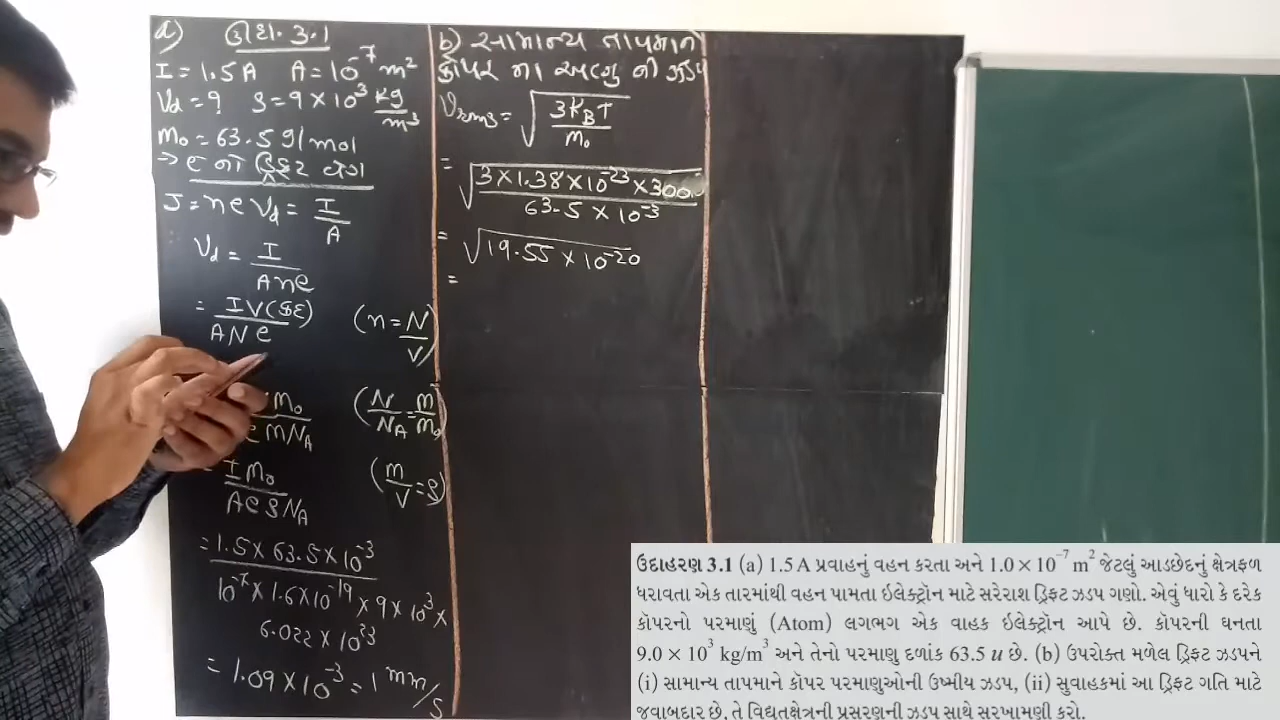 a) ઉદા. 3.1
I = 1.5 A A = 10⁻⁷ m²
Vd = ? ρ = 9 × 10³ kg/m³
M₀ = 63.5 g/mol
→ e નો ડ્રિફ્ટ વેગ
J = neVd = I/A
Vd = I/Ane
= IV(કદ)/ANe (n = N/V)
M₀/e m NA (N/NA = m/M₀)
= I M₀/A e ρ NA (m/V = ρ)
= 1.5 × 63.5 × 10⁻³
10⁻⁷ × 1.6 × 10⁻¹⁹ × 9 × 10³ ×
6.022 × 10²³
= 1.09 × 10⁻³ = 1 mm/s
b) સામાન્ય તાપમાને
કોપર ના અણુ ની ઝડપ
Vrms = √(3KBT/M₀)
= √(3 × 1.38 × 10⁻²³ × 300/63.5 × 10⁻³)
= √(19.55 × 10⁻²⁰)
=
ઉદાહરણ 3.1 (a) 1.5 A પ્રવાહનું વહન કરતા અને 1.0 × 10⁻⁷ m² જેટલું આડછેદનું ક્ષેત્રફળ
ધરાવતા એક તારમાંથી વહન પામતા ઇલેક્ટ્રૉન માટે સરેરાશ ડ્રિફ્ટ ઝડપ ગણો. એવું ધારો કે દરેક
કૉપરનો પરમાણું (Atom) લગભગ એક વાહક ઇલેક્ટ્રૉન આપે છે. કૉપરની ઘનતા
9.0 × 10³ kg/m³ અને તેનો પરમાણુ દળાંક 63.5 u છે. (b) ઉપરોક્ત મળેલ ડ્રિફ્ટ ઝડપને
(i) સામાન્ય તાપમાને કૉપર પરમાણુઓની ઉષ્મીય ઝડપ, (ii) સુવાહકમાં આ ડ્રિફ્ટ ગતિ માટે
જવાબદાર છે, તે વિદ્યુતક્ષેત્રની પ્રસરણની ઝડપ સાથે સરખામણી કરો.